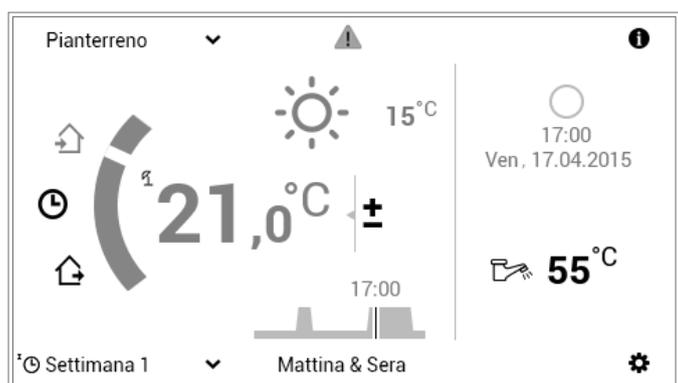 Pianterreno
15°C
17:00
Ven, 17.04.2015
21,0°C
±
55°C
17:00
Settimana 1
Mattina & Sera